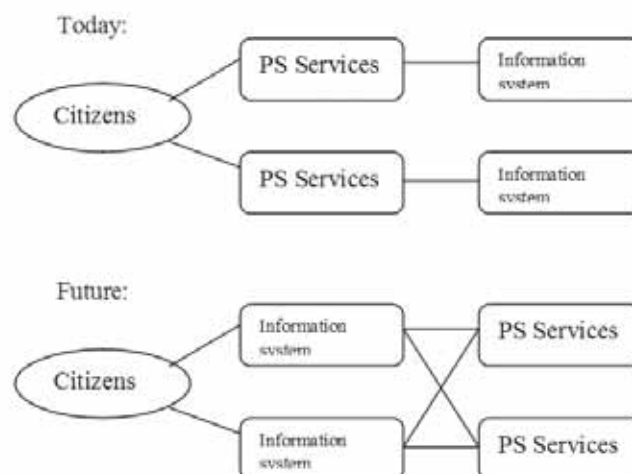 Today:
PS Services
Information
system
Citizens
PS Services
Information
system
Future:
Information
system
PS Services
Citizens
Information
system
PS Services